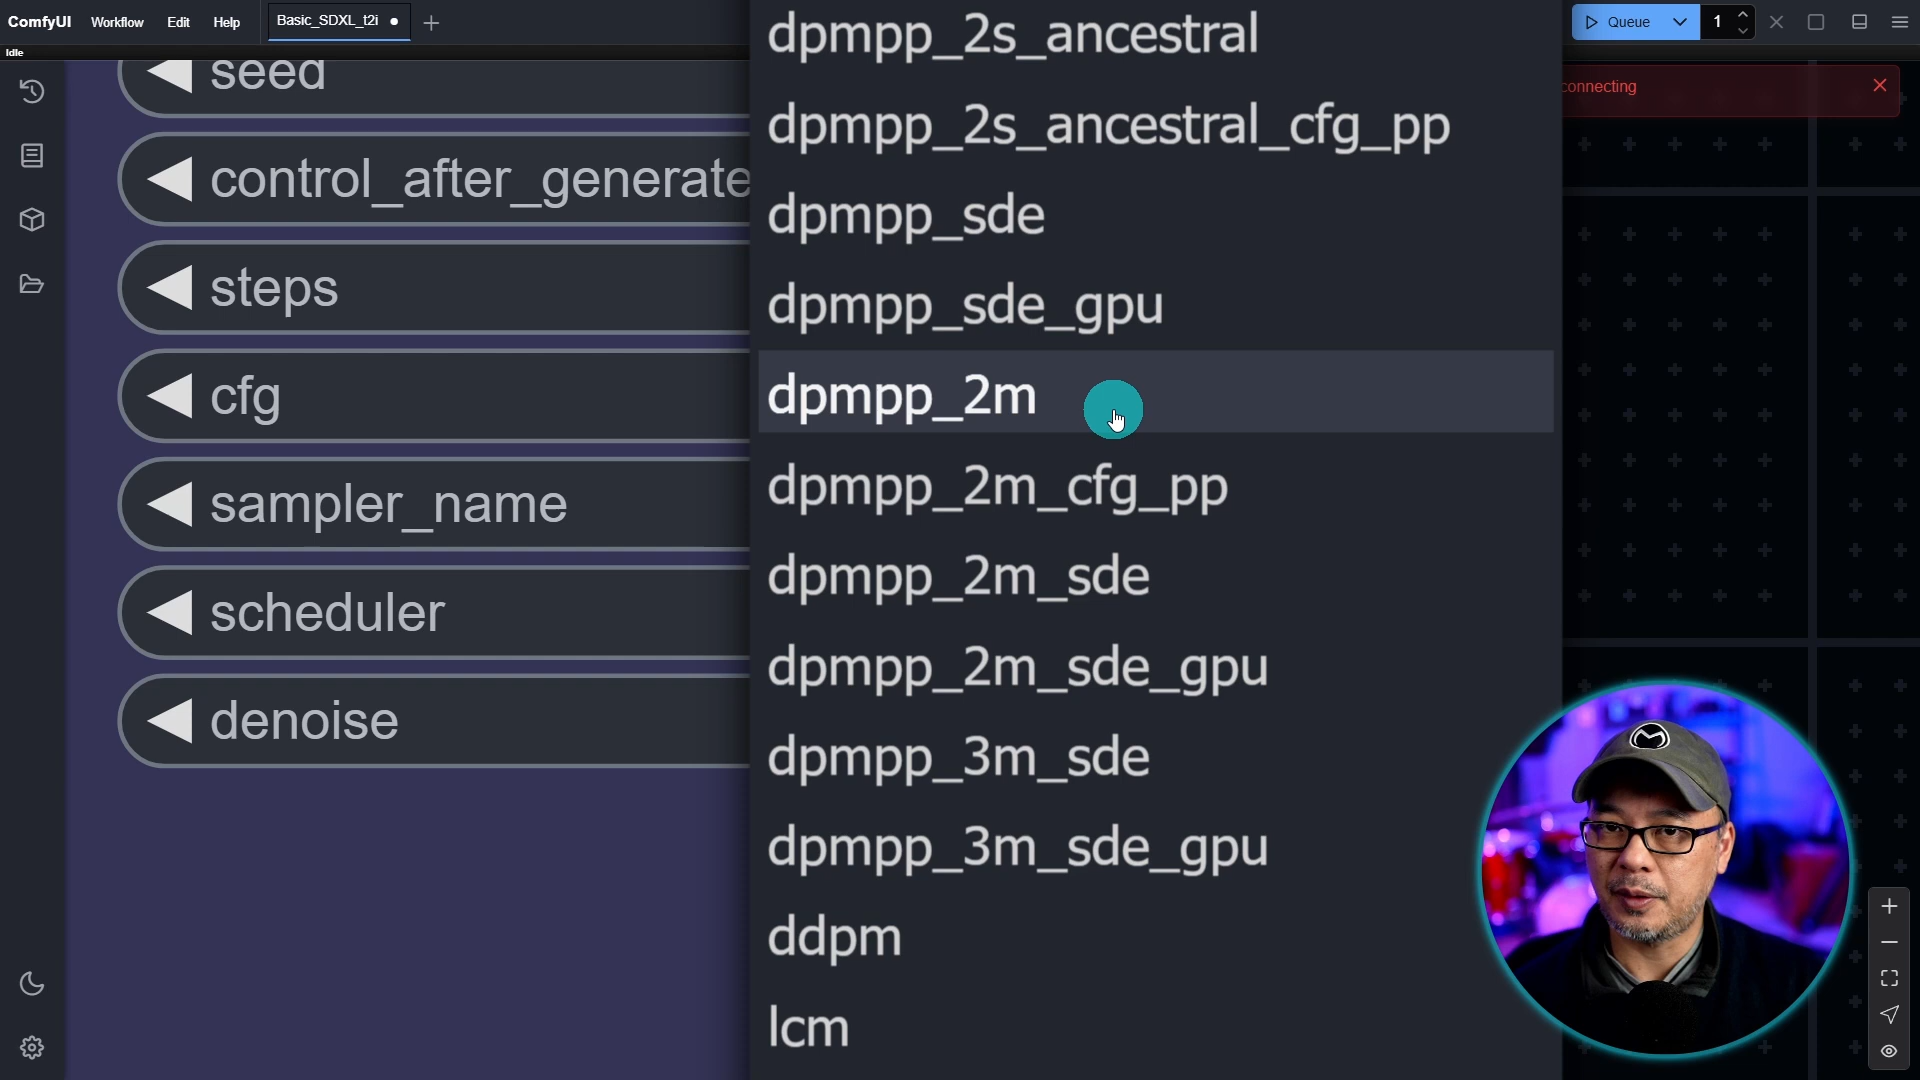 ComfyUI Workflow Edit Help Basic_SDXL_t2i Queue 1
Idle
connecting
seed
control_after_generate
steps
cfg
sampler_name
scheduler
denoise
dpmpp_2s_ancestral
dpmpp_2s_ancestral_cfg_pp
dpmpp_sde
dpmpp_sde_gpu
dpmpp_2m
dpmpp_2m_cfg_pp
dpmpp_2m_sde
dpmpp_2m_sde_gpu
dpmpp_3m_sde
dpmpp_3m_sde_gpu
ddpm
lcm